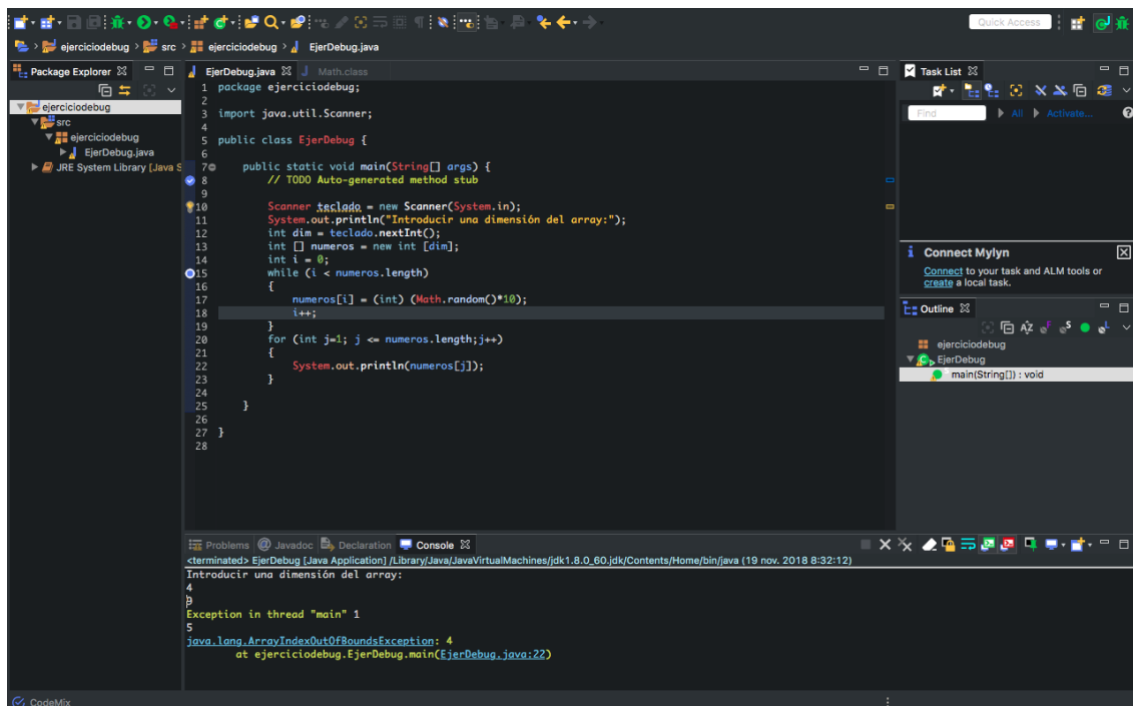 Quick Access
ejerciciodebug > src > ejerciciodebug > EjerDebug.java
Package Explorer
ejerciciodebug
src
ejerciciodebug
EjerDebug.java
JRE System Library [Java S
EjerDebug.java
Math.class
1 package ejerciciodebug;
2
3 import java.util.Scanner;
4
5 public class EjerDebug {
6
7 public static void main(String[] args) {
8 // TODO Auto-generated method stub
9
10 Scanner teclado = new Scanner(System.in);
11 System.out.println("Introducir una dimensión del array:");
12 int dim = teclado.nextInt();
13 int [] numeros = new int [dim];
14 int i = 0;
15 while (i < numeros.length)
16 {
17 numeros[i] = (int) (Math.random()*10);
18 i++;
19 }
20 for (int j=1; j <= numeros.length;j++)
21 {
22 System.out.println(numeros[j]);
23 }
24
25 }
26
27 }
28
Task List
Find
All
Activate...
Connect Mylyn
Connect to your task and ALM tools or
create a local task.
Outline
ejerciciodebug
EjerDebug
main(String[]) : void
Problems @ Javadoc Declaration Console
<terminated> EjerDebug [Java Application] /Library/Java/JavaVirtualMachines/jdk1.8.0_60.jdk/Contents/Home/bin/java (19 nov. 2018 8:32:12)
Introducir una dimensión del array:
4
9
Exception in thread "main" 1
5
java.lang.ArrayIndexOutOfBoundsException: 4
at ejerciciodebug.EjerDebug.main(EjerDebug.java:22)
CodeMix